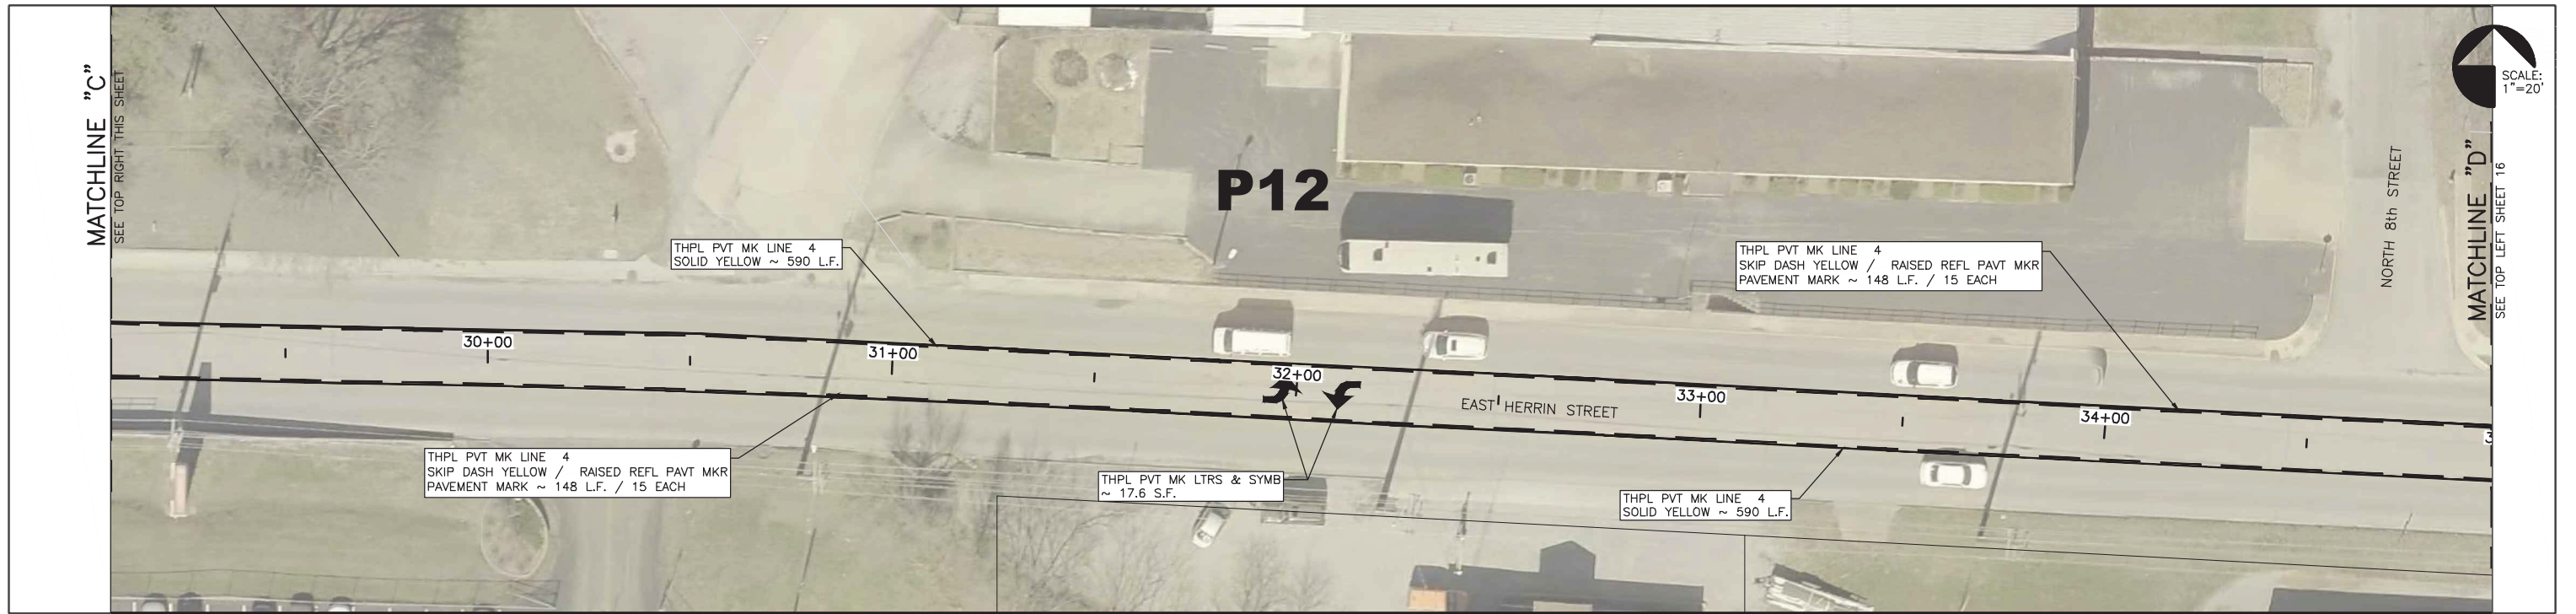 MATCHLINE "C"
SEE TOP RIGHT THIS SHEET
P12
THPL PVT MK LINE 4
SOLID YELLOW ~ 590 L.F.
THPL PVT MK LINE 4
SKIP DASH YELLOW / RAISED REFL PAVT MKR
PAVEMENT MARK ~ 148 L.F. / 15 EACH
NORTH 8th STREET
MATCHLINE "D"
SEE TOP LEFT SHEET 16
SCALE:
1"=20'
30+00
31+00
32+00
33+00
34+00
3
EAST HERRIN STREET
THPL PVT MK LINE 4
SKIP DASH YELLOW / RAISED REFL PAVT MKR
PAVEMENT MARK ~ 148 L.F. / 15 EACH
THPL PVT MK LTRS & SYMB
~ 17.6 S.F.
THPL PVT MK LINE 4
SOLID YELLOW ~ 590 L.F.